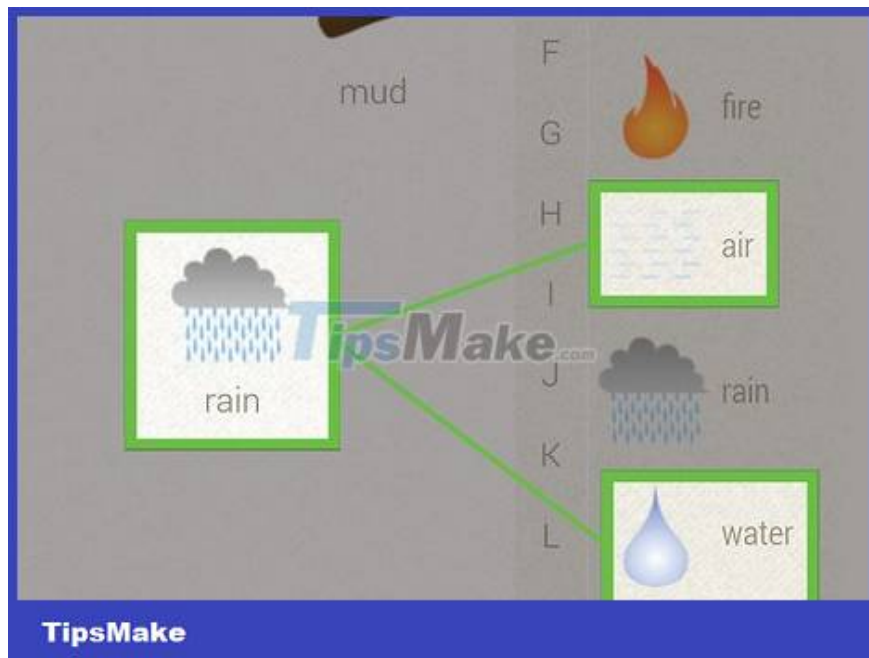 mud
F
fire
G
H
air
I
TipsMake.com
J
rain
rain
K
L
water
TipsMake